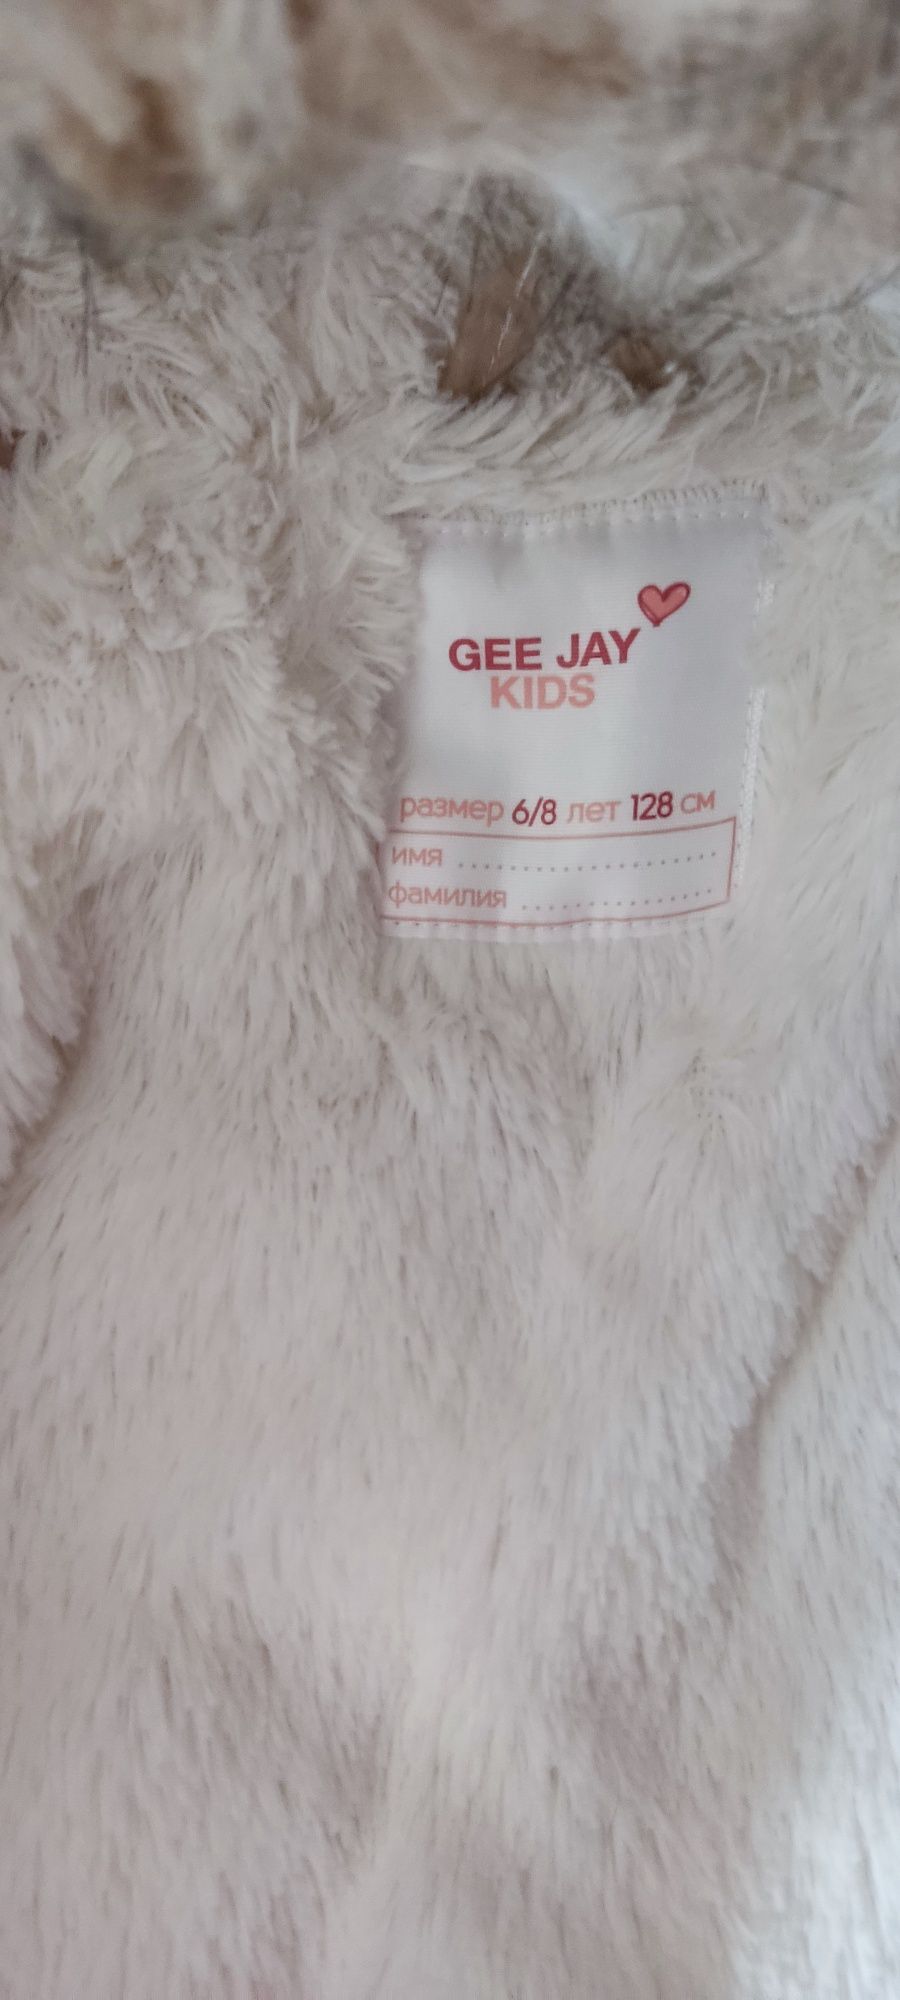 GEE JAY
KIDS
размер 6/8 лет 128 см
имя ....................
фамилия ...............